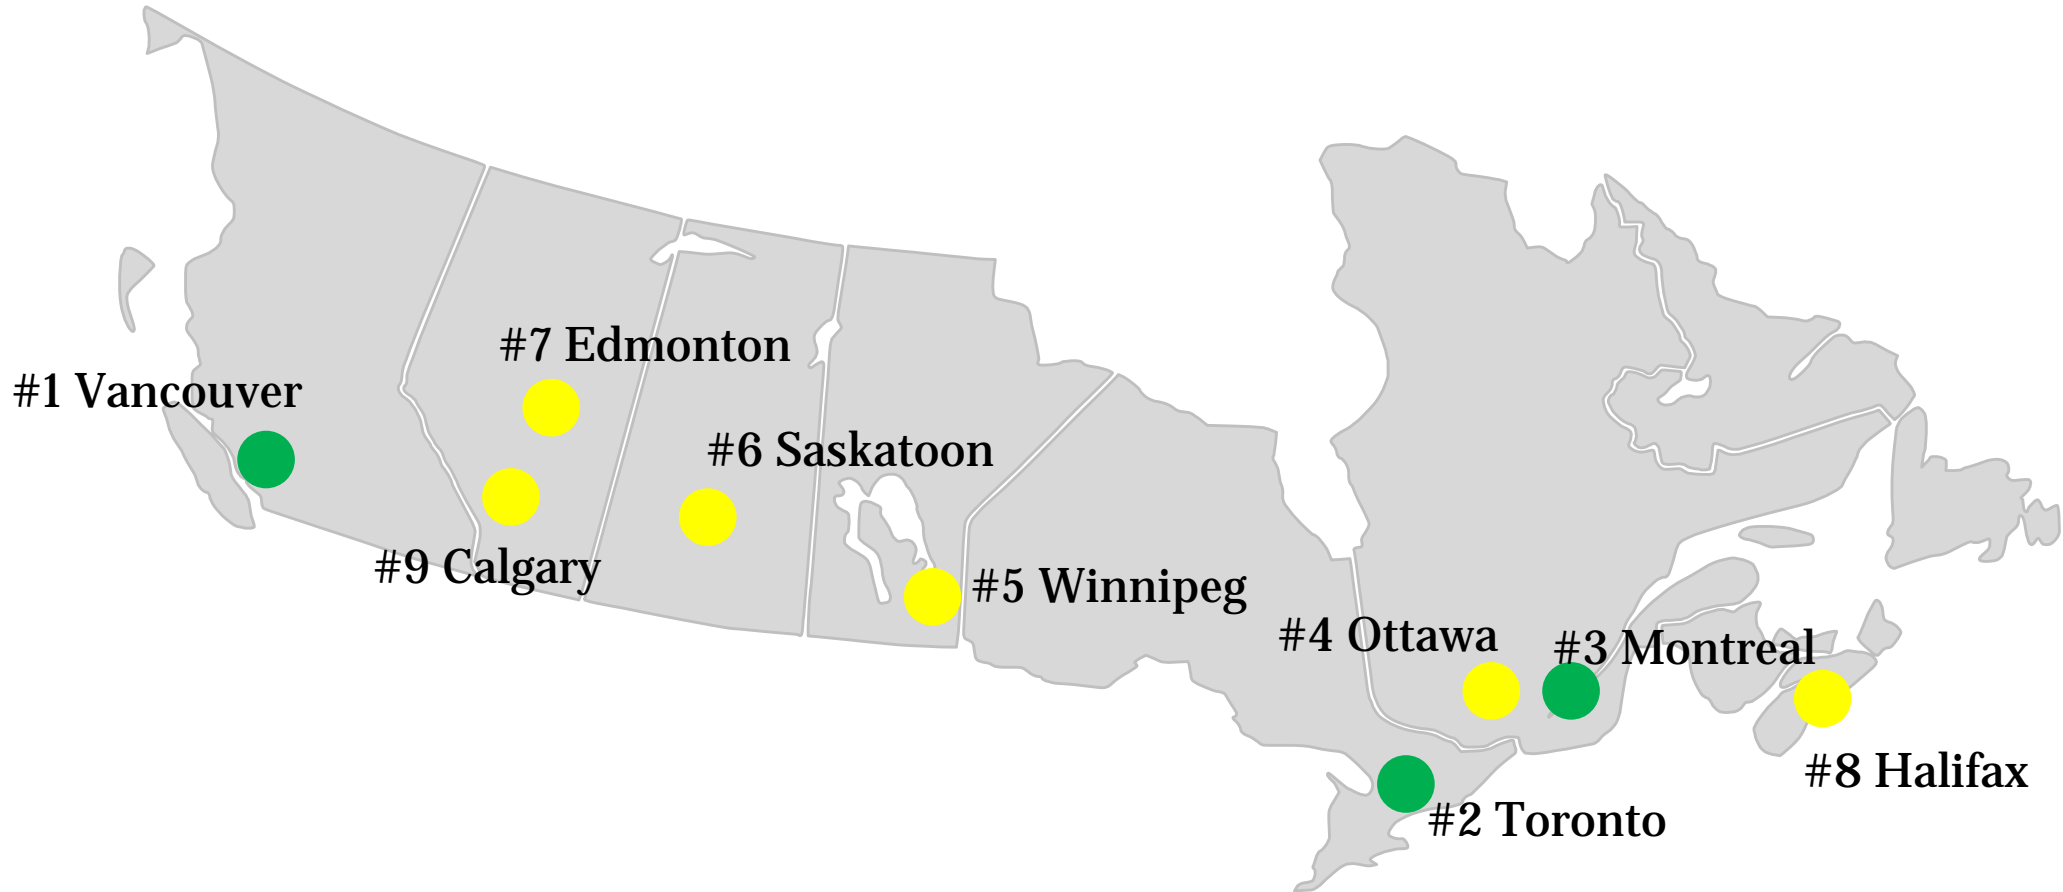 #7 Edmonton
#1 Vancouver
#6 Saskatoon
#9 Calgary
#5 Winnipeg
#4 Ottawa
#3 Montreal
#8 Halifax
#2 Toronto